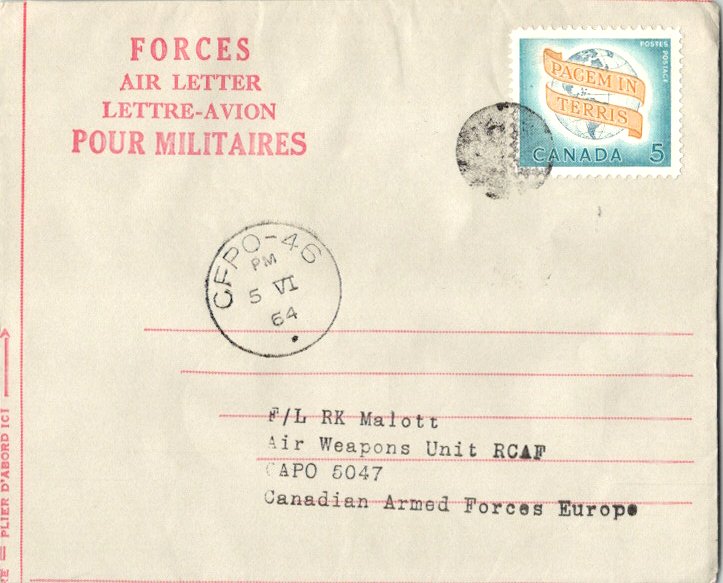 FORCES
AIR LETTER
LETTRE-AVION
POUR MILITAIRES
POSTES POSTAGE
PACEM IN
TERRIS
CANADA 5
CFPO-46
PM
5 VI
64
F/L RK Malott
Air Weapons Unit RCAF
CAPO 5047
Canadian Armed Forces Europe
PLIER D'ABORD ICI